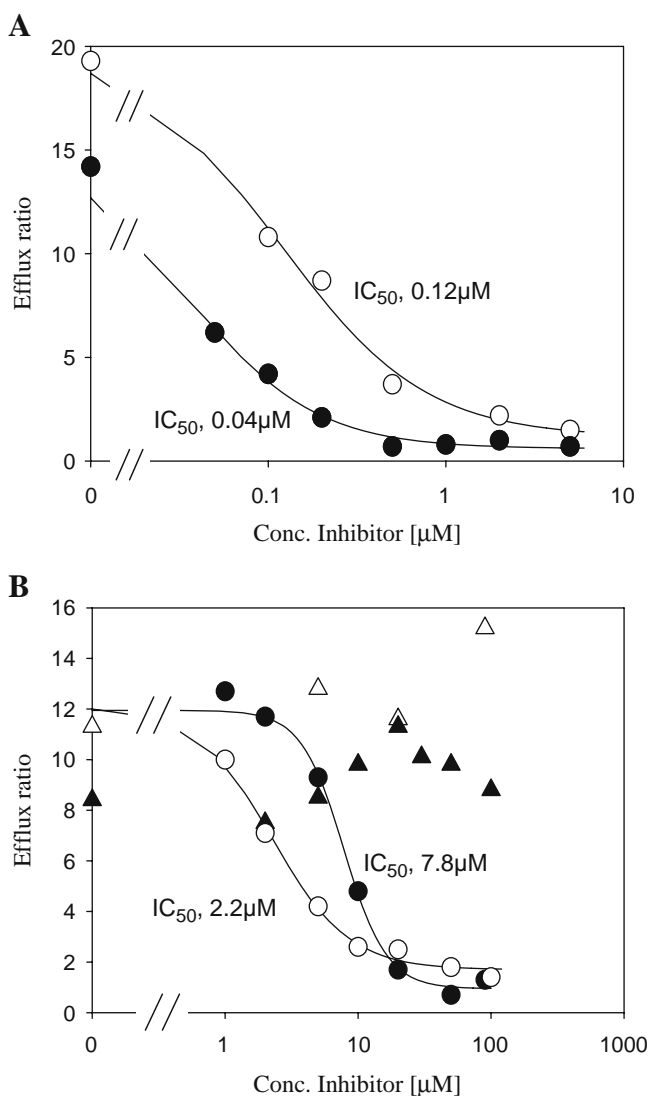 A
20
15
10
5
0
Efflux ratio
IC50, 0.12µM
IC50, 0.04µM
0 0.1 1 10
Conc. Inhibitor [µM]
B
16
14
12
10
8
6
4
2
0
Efflux ratio
IC50, 7.8µM
IC50, 2.2µM
0 1 10 100 1000
Conc. Inhibitor [µM]